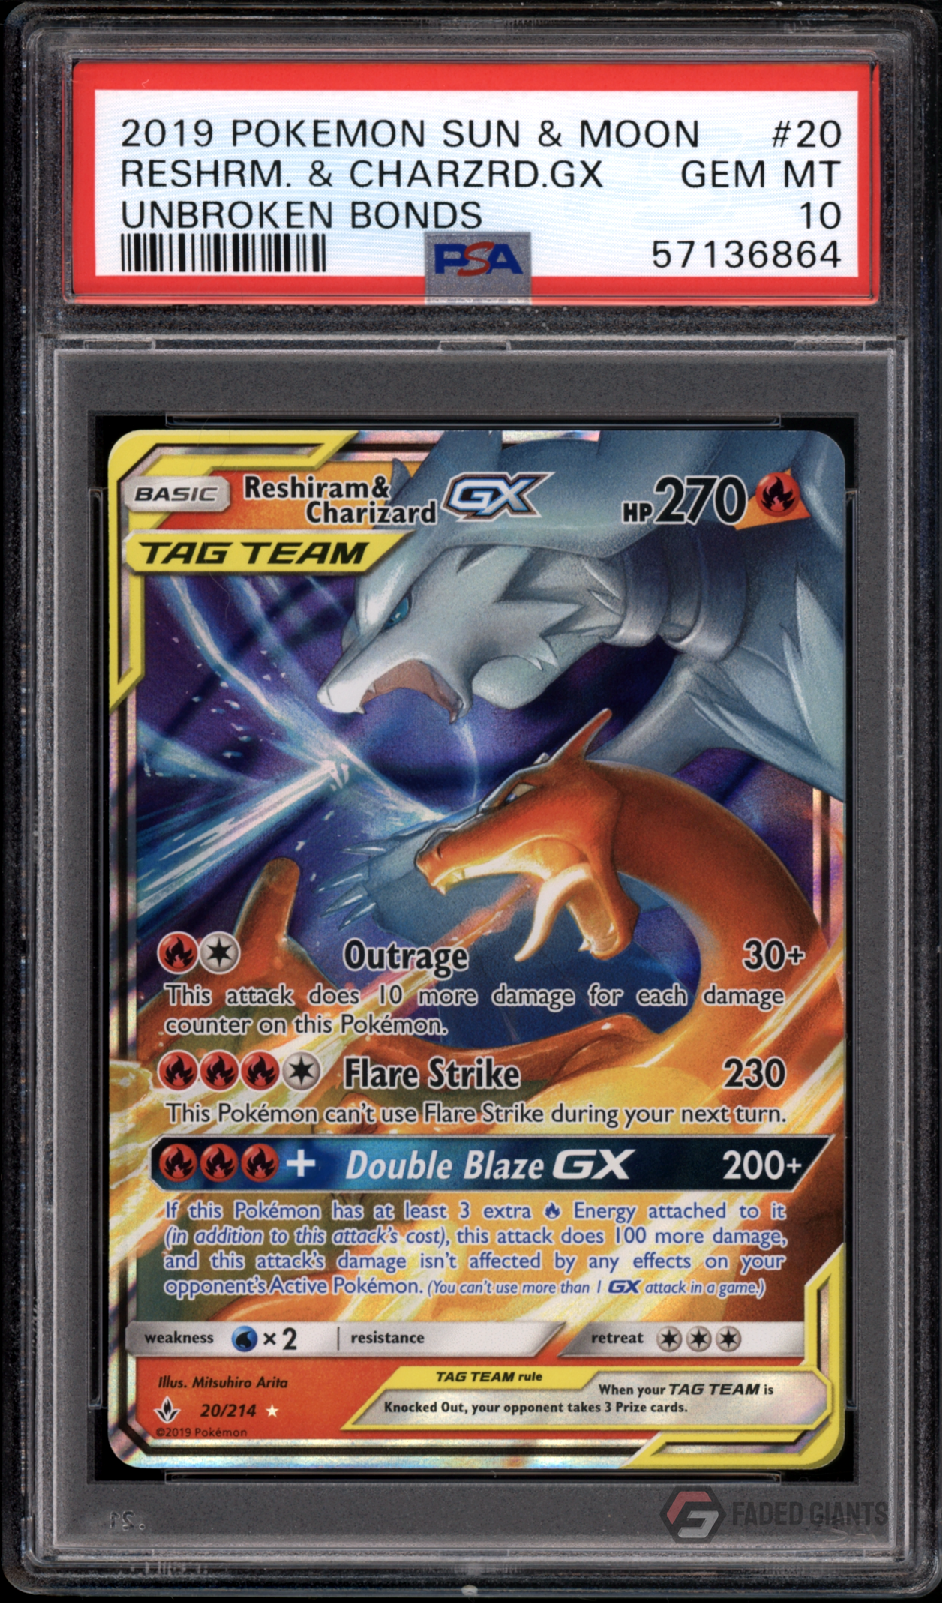 2019 POKEMON SUN & MOON #20
RESHRM. & CHARZRD.GX GEM MT
UNBROKEN BONDS 10
PSA 57136864
BASIC Reshiram& GX HP 270
Charizard
TAG TEAM
Outrage 30+
This attack does 10 more damage for each damage
counter on this Pokémon.
Flare Strike 230
This Pokémon can't use Flare Strike during your next turn.
+ Double Blaze GX 200+
If this Pokémon has at least 3 extra Energy attached to it
(in addition to this attack's cost), this attack does 100 more damage,
and this attack's damage isn't affected by any effects on your
opponent's Active Pokémon. (You can't use more than 1 GX attack in a game.)
weakness ×2 resistance retreat
Illus. Mitsuhiro Arita
TAG TEAM rule
When your TAG TEAM is
Knocked Out, your opponent takes 3 Prize cards.
20/214
©2019 Pokémon
FADED GIANTS